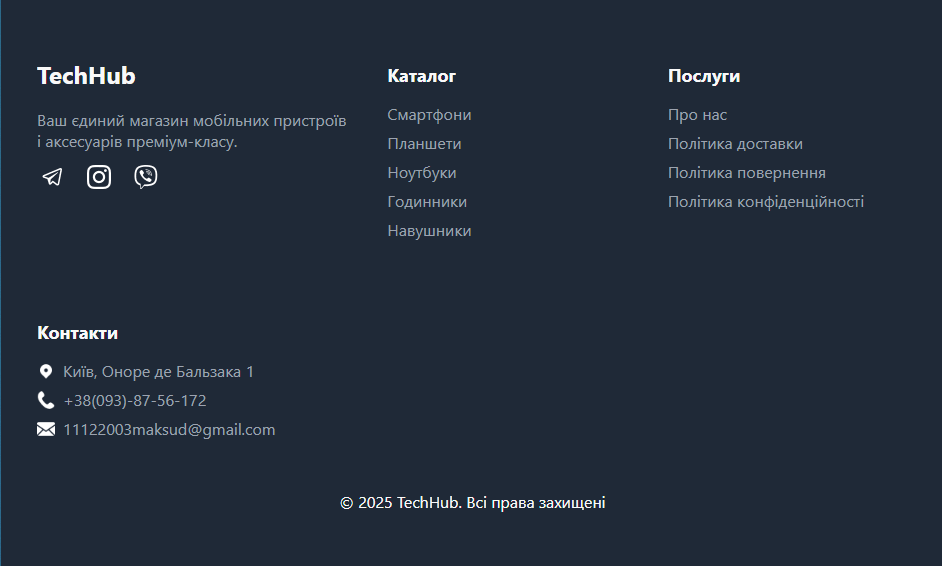 TechHub
Ваш єдиний магазин мобільних пристроїв
і аксесуарів преміум-класу.
Каталог
Смартфони
Планшети
Ноутбуки
Годинники
Навушники
Послуги
Про нас
Політика доставки
Політика повернення
Політика конфіденційності
Контакти
Київ, Оноре де Бальзака 1
+38(093)-87-56-172
11122003maksud@gmail.com
© 2025 TechHub. Всі права захищені